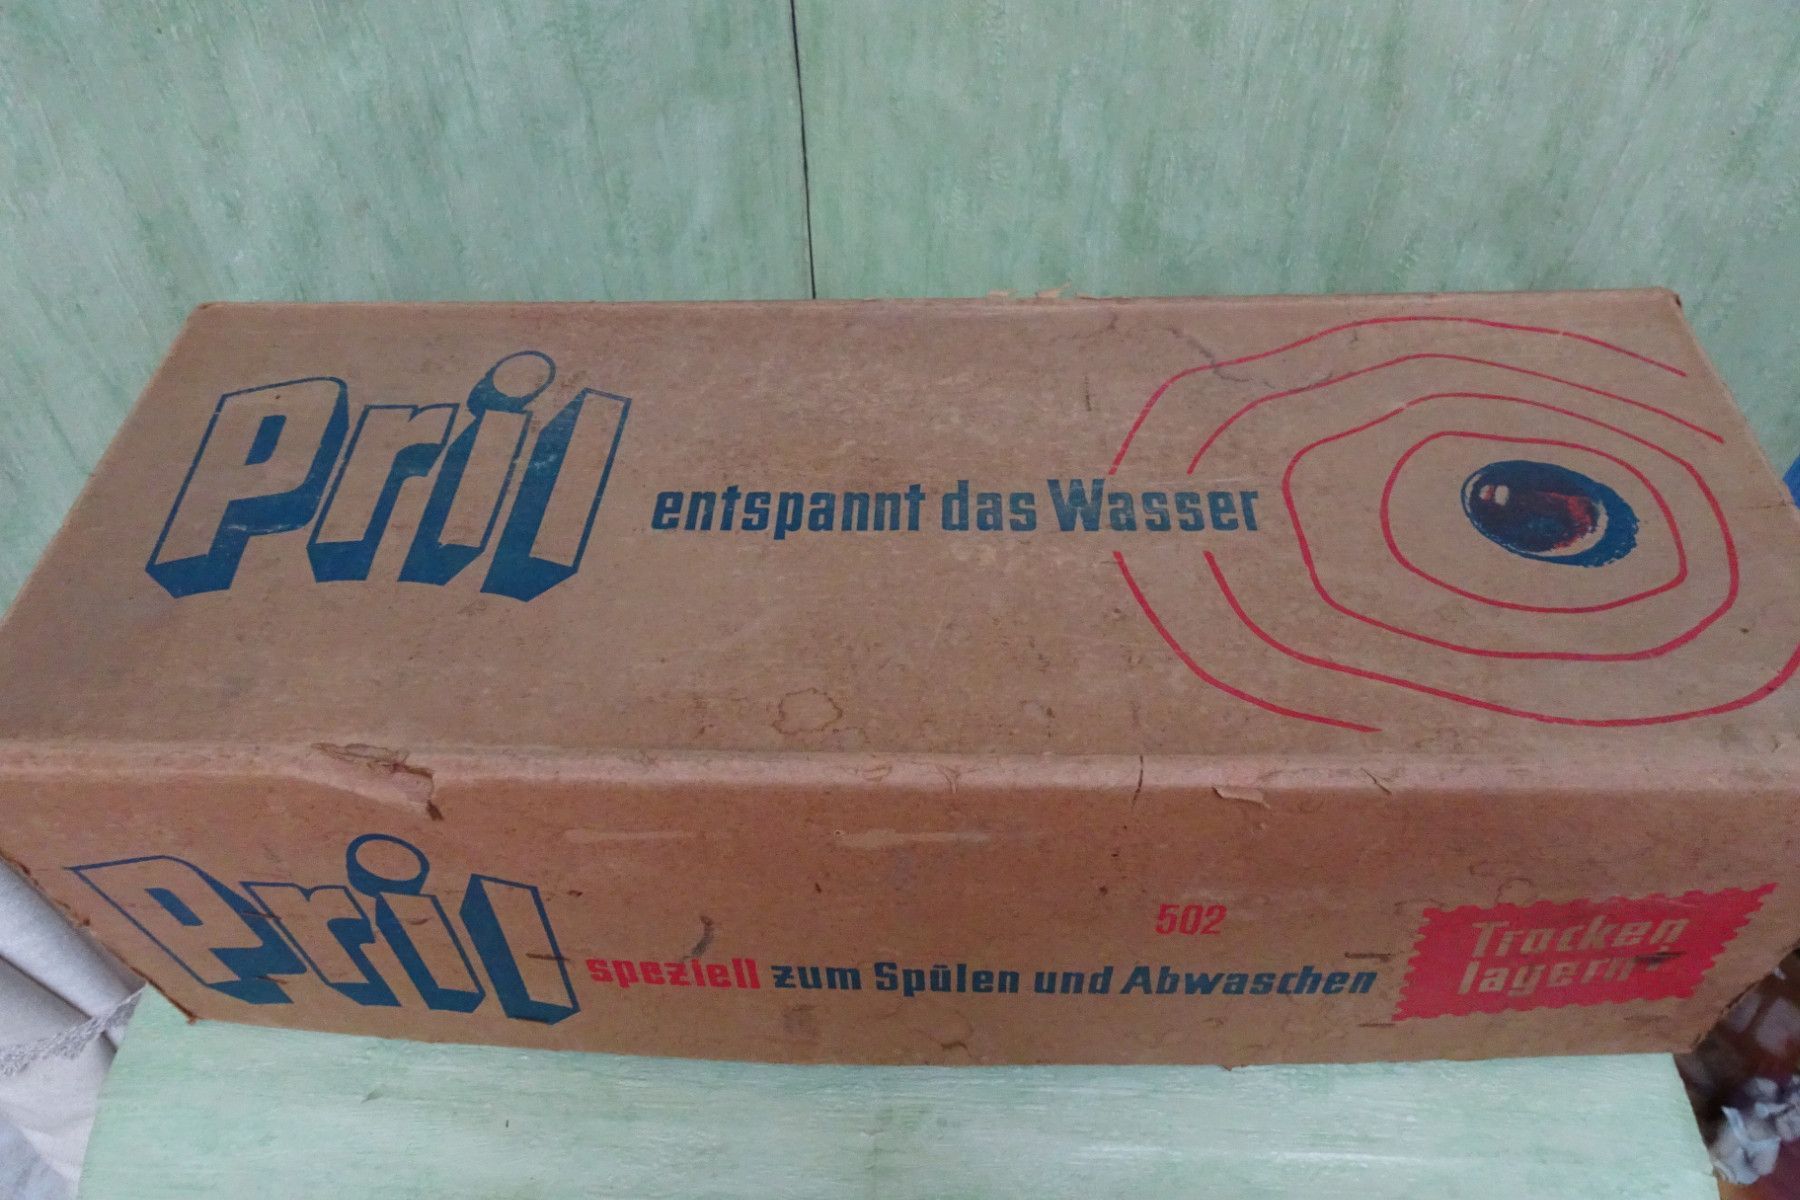 Pril
entspannt das Wasser
Pril
502
speziell zum Spülen und Abwaschen
Trocken
lagern